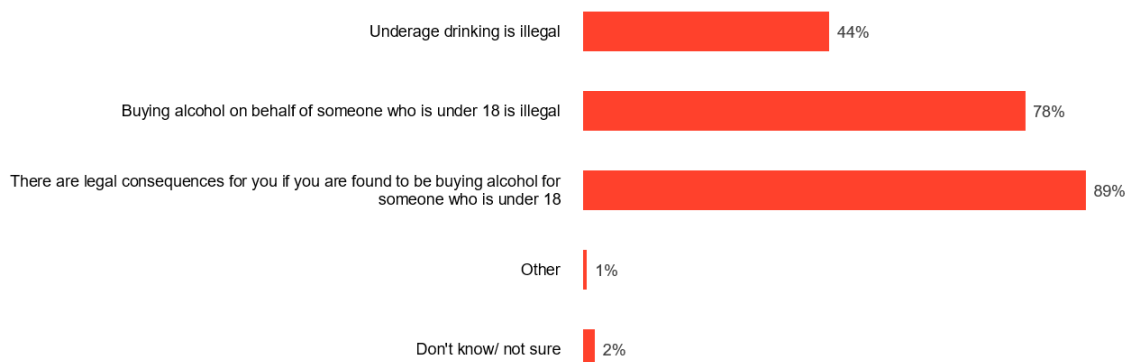 Underage drinking is illegal
44%
Buying alcohol on behalf of someone who is under 18 is illegal
78%
There are legal consequences for you if you are found to be buying alcohol for
someone who is under 18
89%
Other
1%
Don't know/ not sure
2%